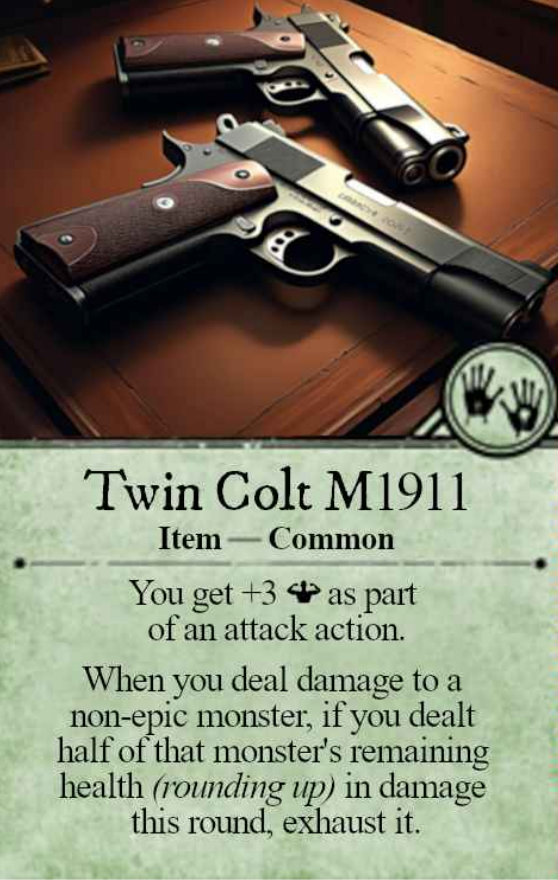 Twin Colt M1911
Item — Common
You get +3 as part
of an attack action.
When you deal damage to a
non-epic monster, if you dealt
half of that monster's remaining
health (rounding up) in damage
this round, exhaust it.